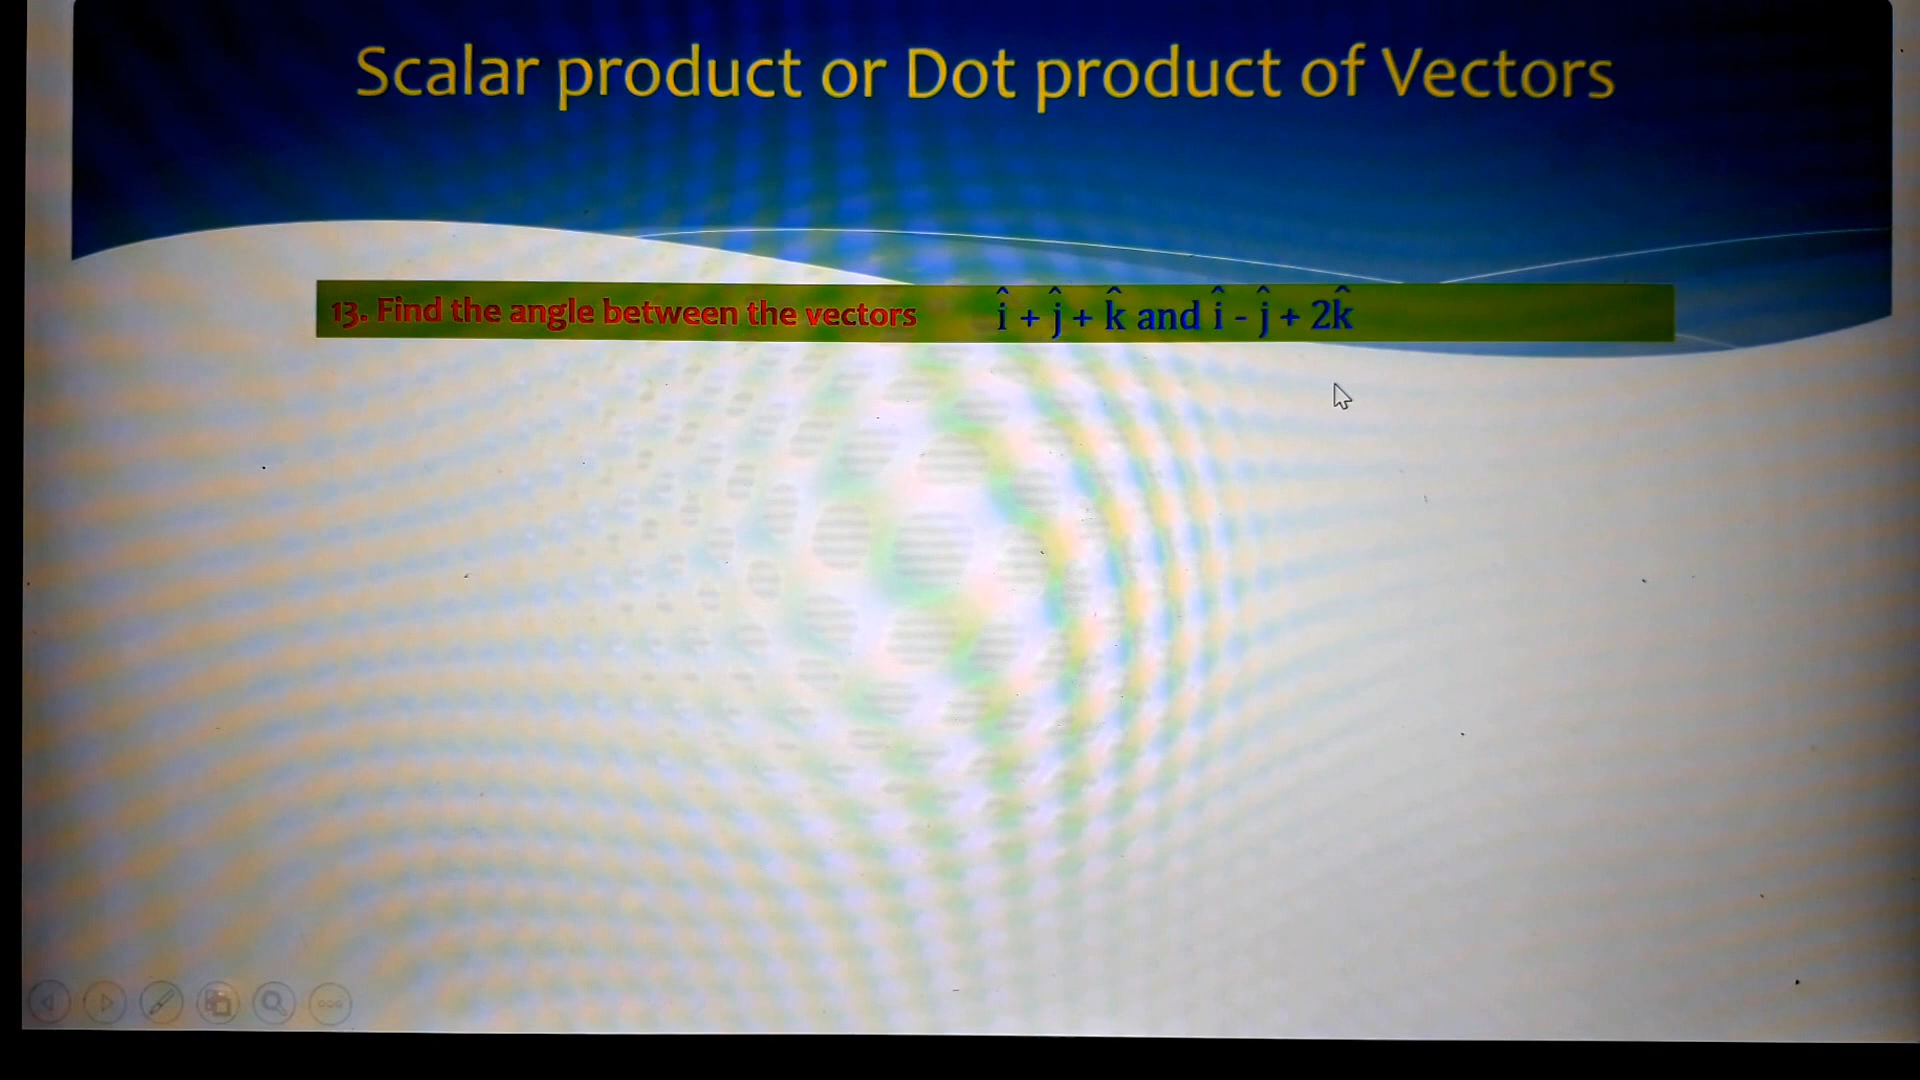 Scalar product or Dot product of Vectors
13. Find the angle between the vectors î + ĵ + k̂ and î - ĵ + 2k̂